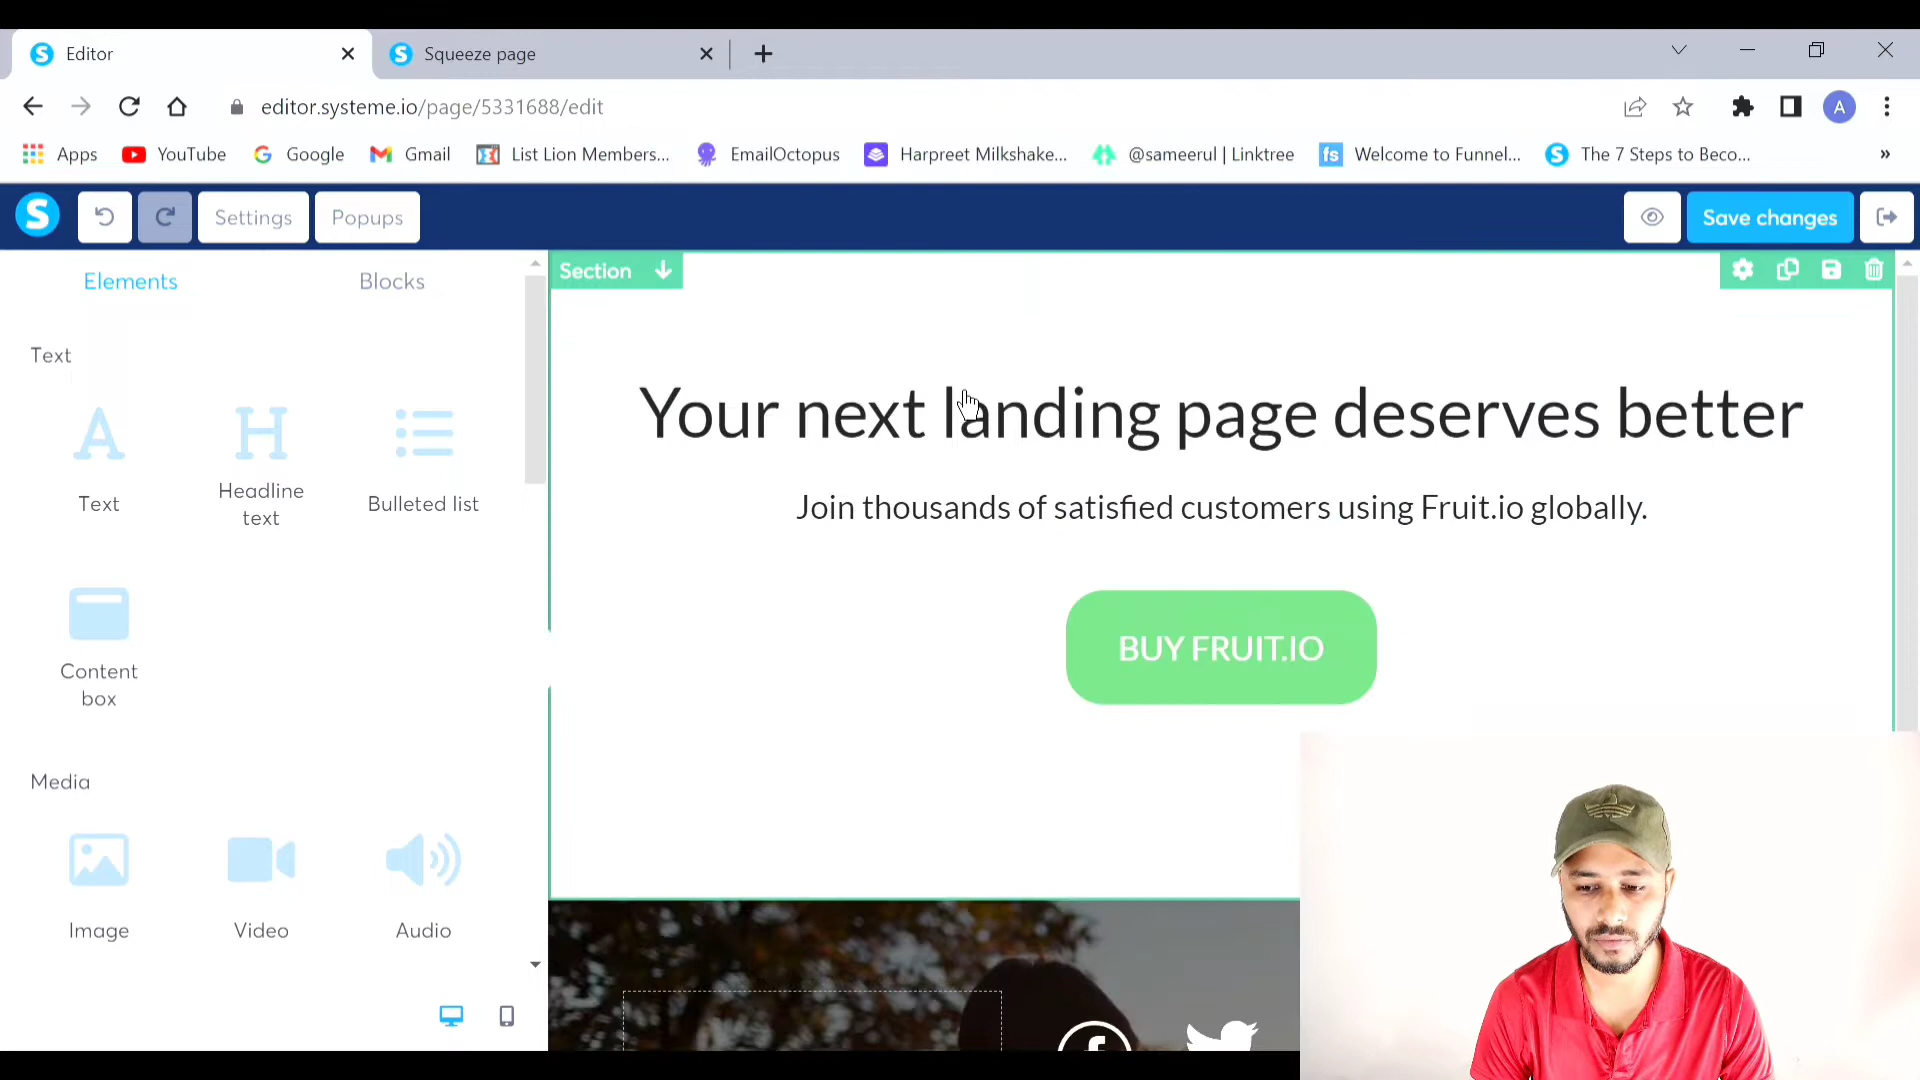 Editor
Squeeze page
editor.systeme.io/page/5331688/edit
Apps
YouTube
Google
Gmail
List Lion Members...
EmailOctopus
Harpreet Milkshake...
@sameerul | Linktree
fs
Welcome to Funnel...
The 7 Steps to Beco...
»
A
S
Settings
Popups
Save changes
Elements
Blocks
Section
Text
Text
Headline
text
Bulleted list
Content
box
Media
Image
Video
Audio
Your next landing page deserves better
Join thousands of satisfied customers using Fruit.io globally.
BUY FRUIT.IO